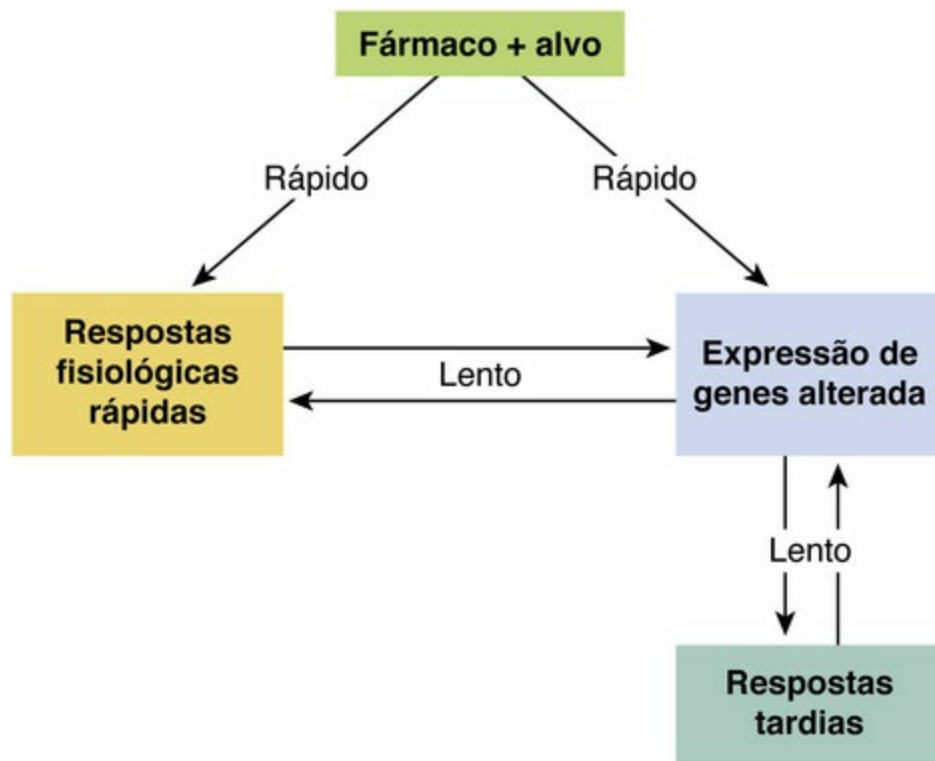 Fármaco + alvo
Rápido
Rápido
Respostas
fisiológicas
rápidas
Lento
Expressão de
genes alterada
Lento
Respostas
tardias